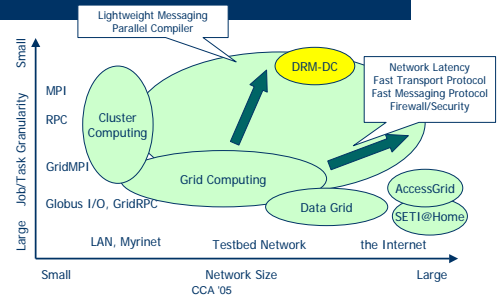 Lightweight Messaging
Parallel Compiler
Small
DRM-DC
Network Latency
Fast Transport Protocol
Fast Messaging Protocol
Firewall/Security
MPI
RPC
Cluster
Computing
Job/Task Granularity
GridMPI
Grid Computing
AccessGrid
Globus I/O, GridRPC
Data Grid
SETI@Home
Large
LAN, Myrinet
Testbed Network
the Internet
Small
Network Size
Large
CCA '05